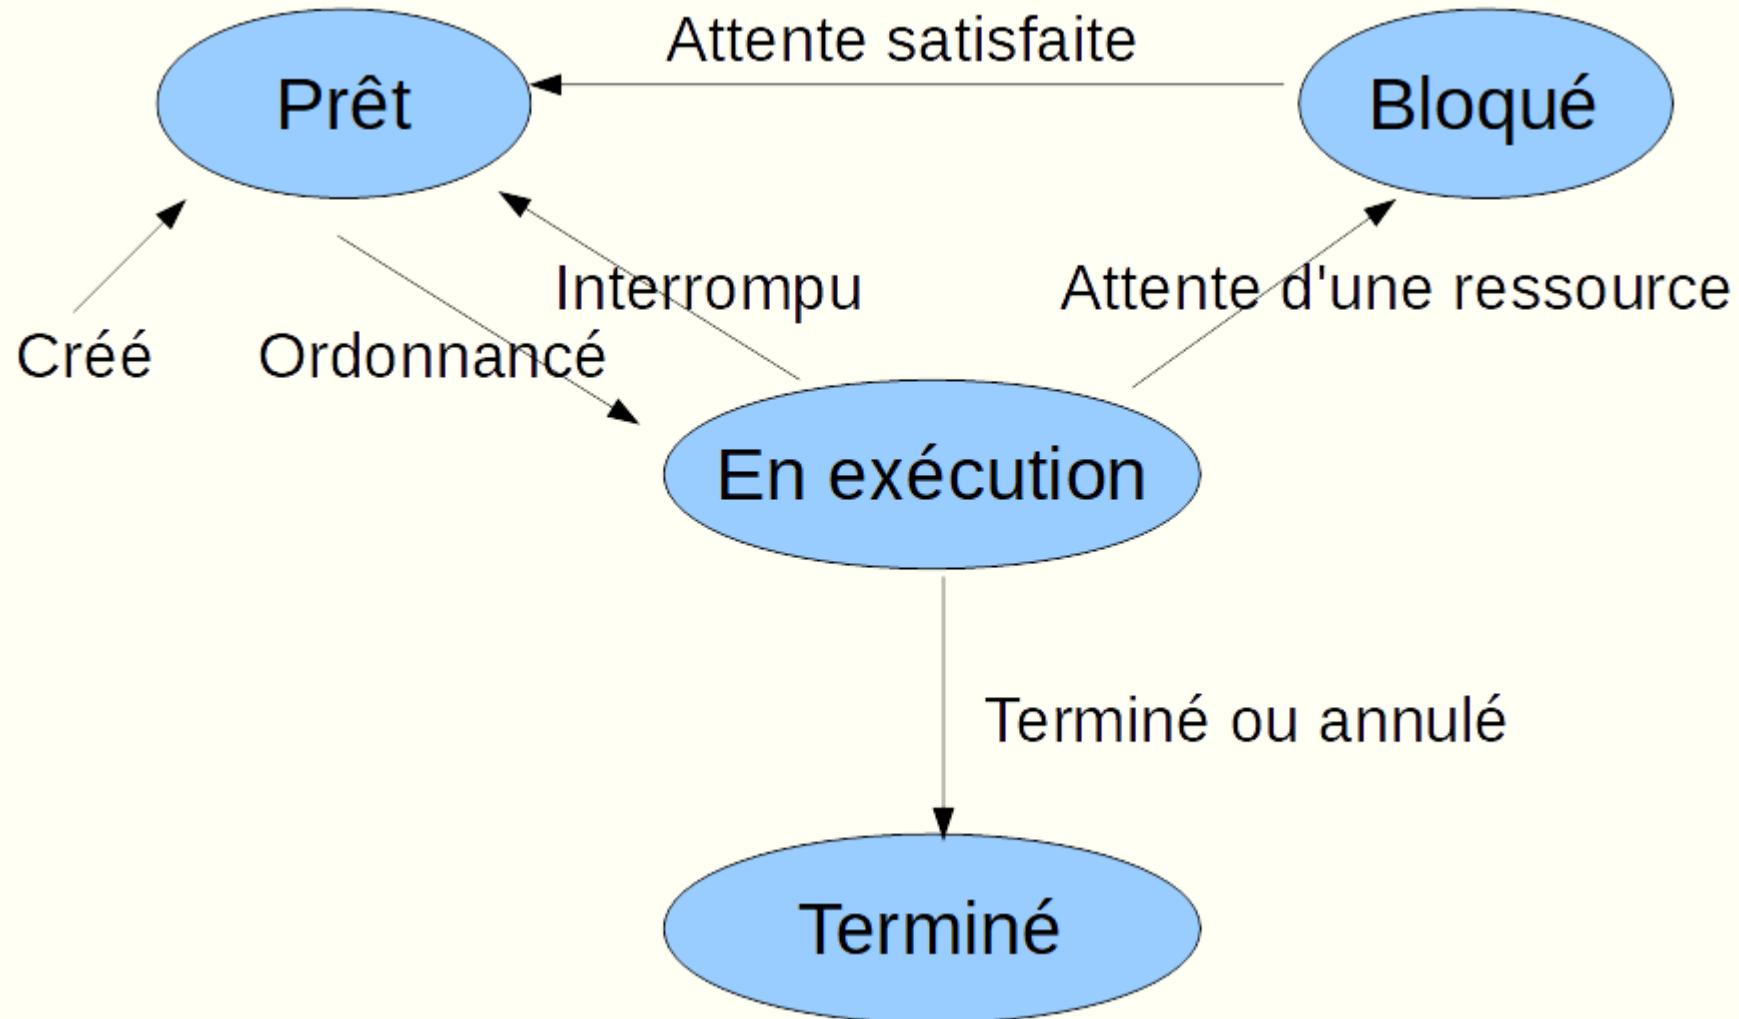 Attente satisfaite
Prêt
Bloqué
Interrompu
Attente d'une ressource
Créé
Ordonnancé
En exécution
Terminé ou annulé
Terminé